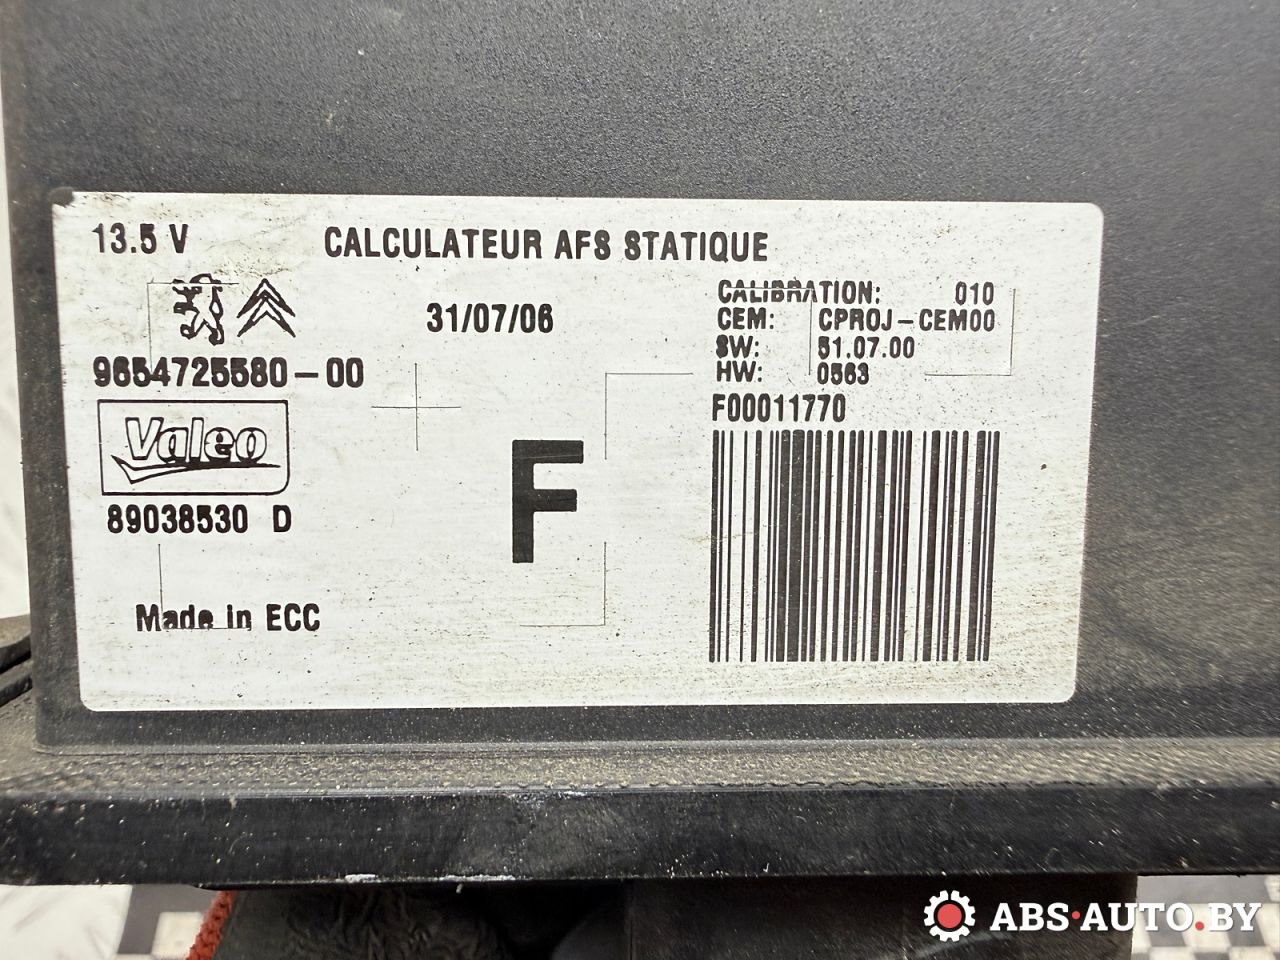 13.5 V
CALCULATEUR AFS STATIQUE
31/07/06
9654725580-00
Valeo
89038530 D
Made in ECC
F
CALIBRATION: 010
CEM: CPROJ-CEM00
SW: 51.07.00
HW: 0563
F00011770
ABS·AUTO.BY